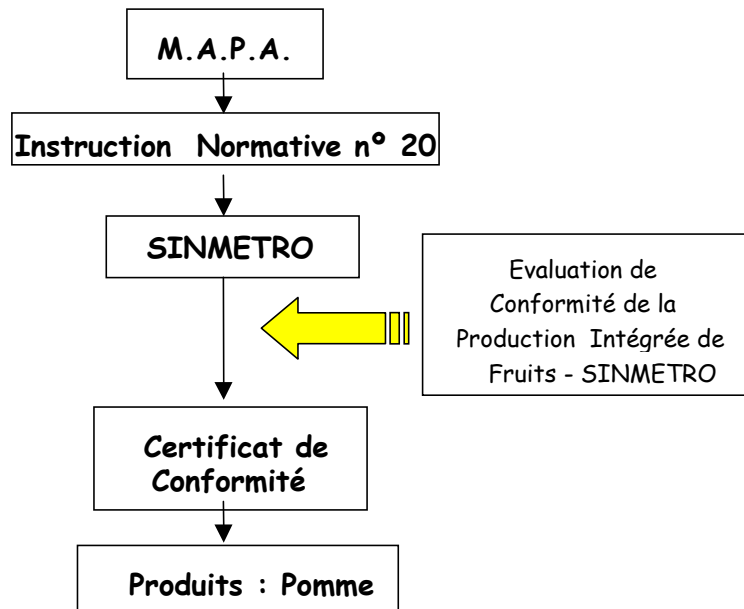 M.A.P.A.
Instruction Normative nº 20
SINMETRO
Evaluation de
Conformité de la
Production Intégrée de
Fruits - SINMETRO
Certificat de
Conformité
Produits : Pomme